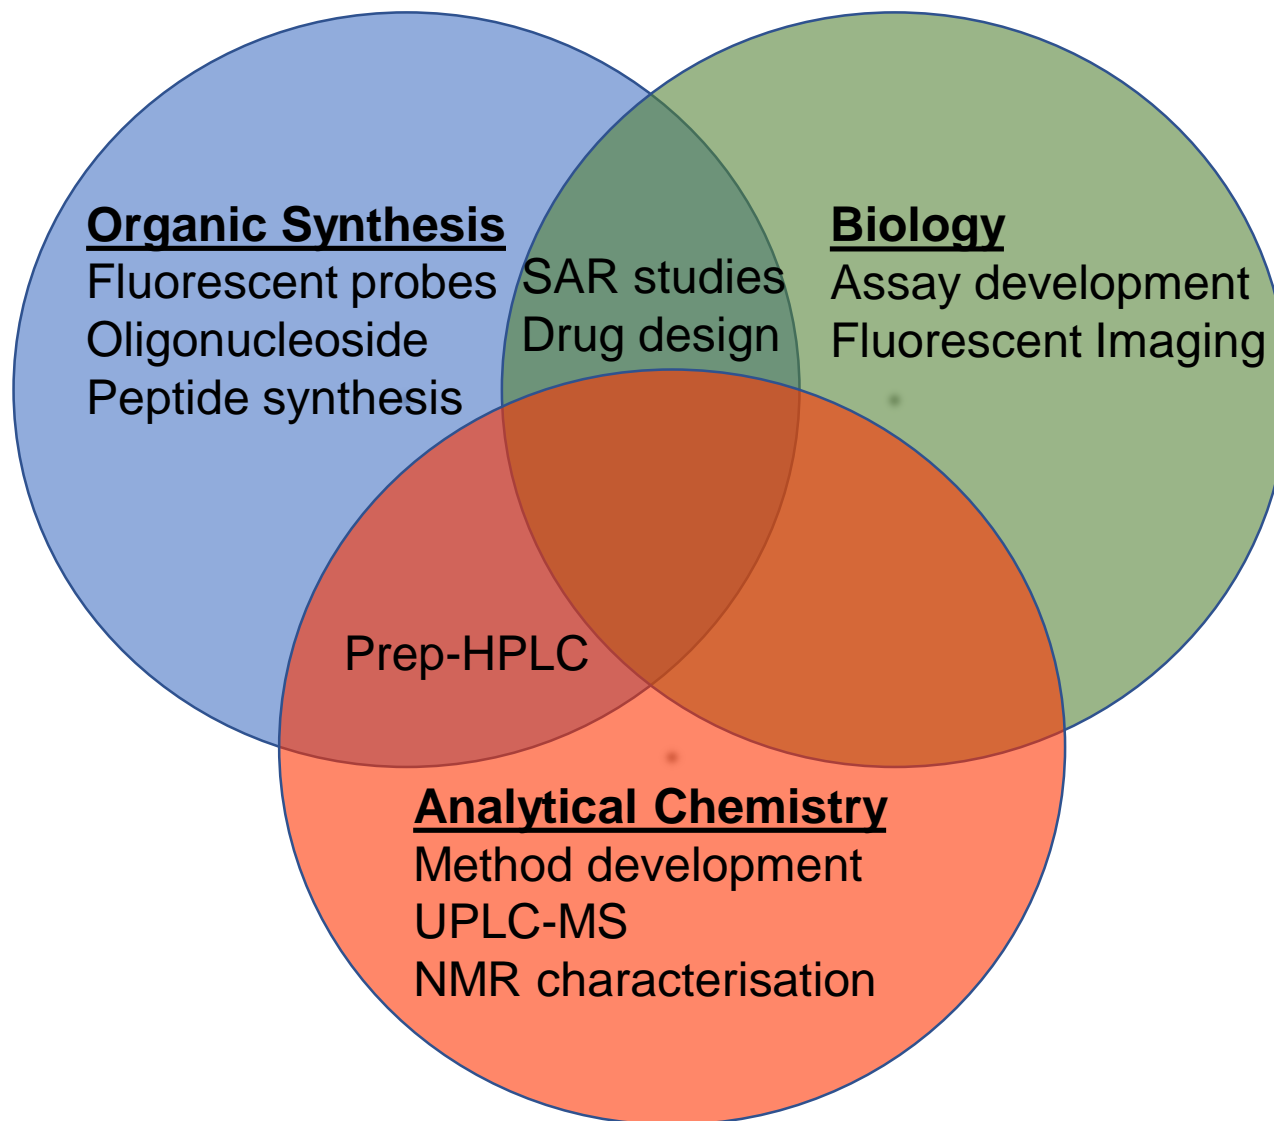 Organic Synthesis
Fluorescent probes
Oligonucleoside
Peptide synthesis
SAR studies
Drug design
Biology
Assay development
Fluorescent Imaging
Prep-HPLC
Analytical Chemistry
Method development
UPLC-MS
NMR characterisation